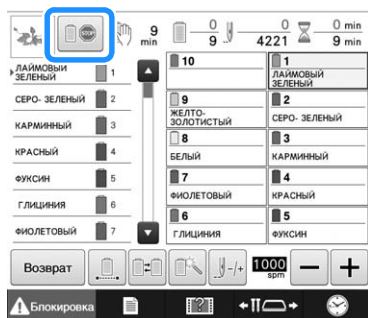 STOP
9 min
0 9
0 4221
0 min 9 min
ЛАЙМОВЫЙ ЗЕЛЕНЫЙ 1
СЕРО- ЗЕЛЕНЫЙ 2
КАРМИННЫЙ 3
КРАСНЫЙ 4
ФУКСИН 5
ГЛИЦИНИЯ 6
ФИОЛЕТОВЫЙ 7
10
1 ЛАЙМОВЫЙ ЗЕЛЕНЫЙ
9 ЖЕЛТО- ЗОЛОТИСТЫЙ
2 СЕРО- ЗЕЛЕНЫЙ
8 БЕЛЫЙ
3 КАРМИННЫЙ
7 ФИОЛЕТОВЫЙ
4 КРАСНЫЙ
6 ГЛИЦИНИЯ
5 ФУКСИН
Возврат
-/+
1000 spm
− +
Блокировка
?